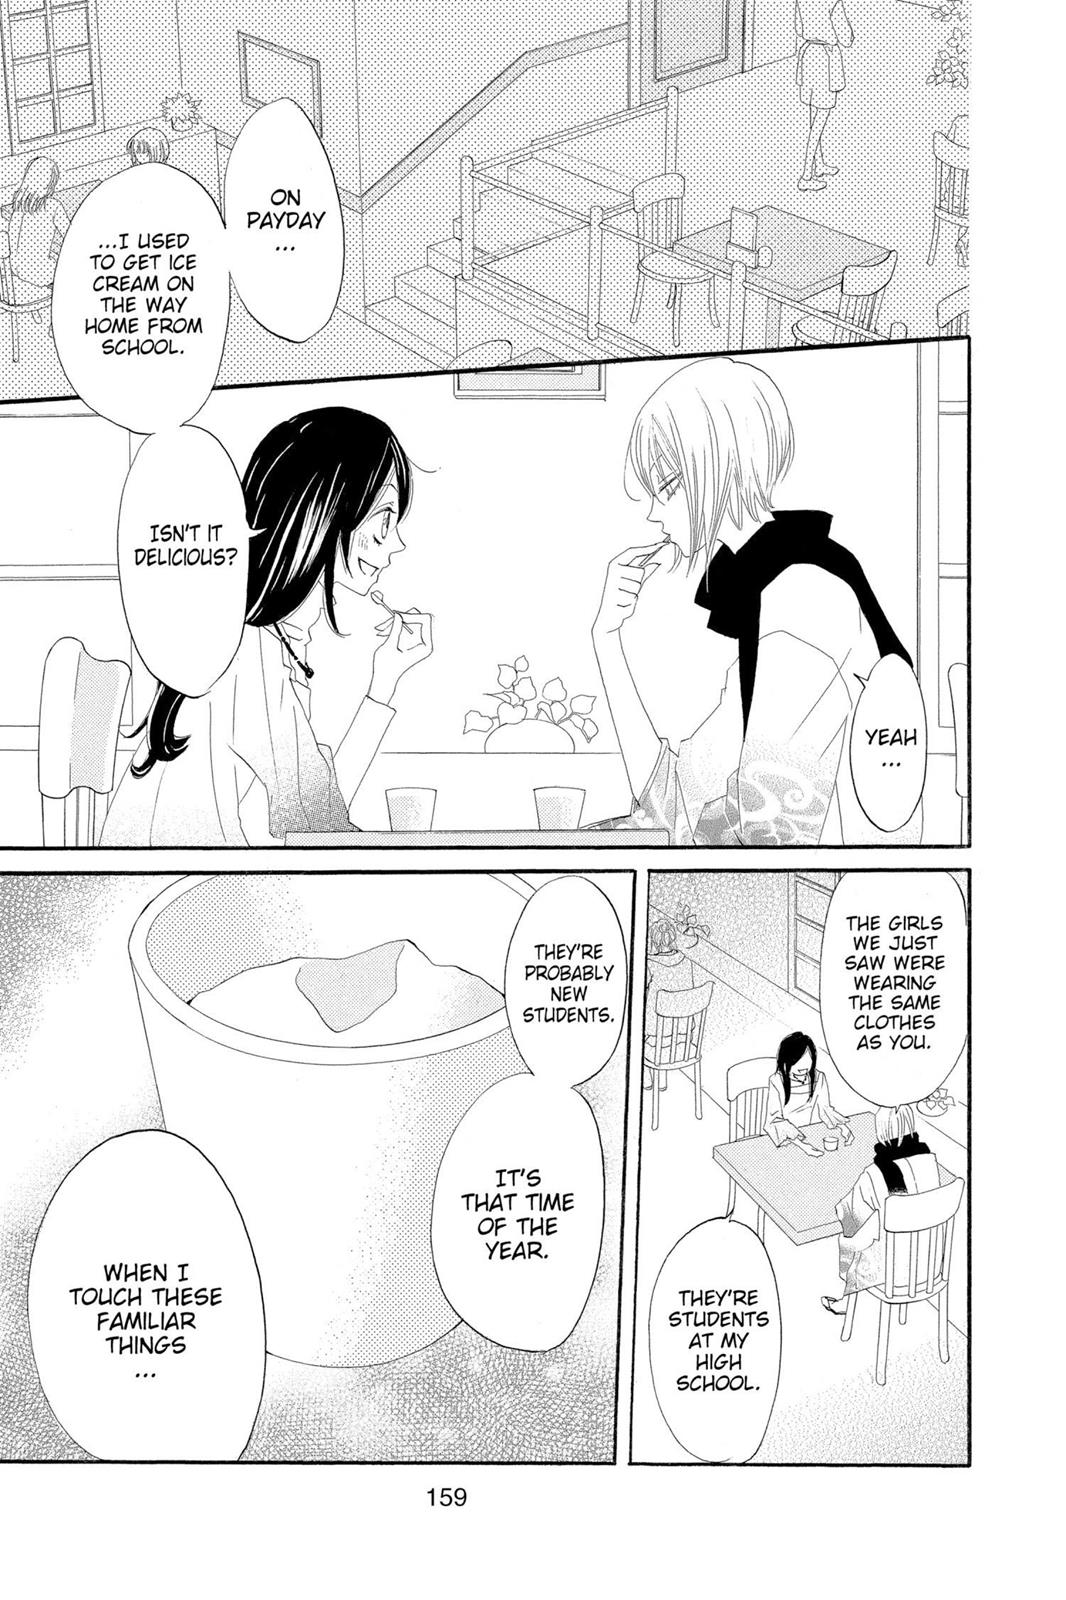 ON
PAYDAY
...
...I USED
TO GET ICE
CREAM ON
THE WAY
HOME FROM
SCHOOL.
ISN'T IT
DELICIOUS?
YEAH
...
THE GIRLS
WE JUST
SAW WERE
WEARING
THE SAME
CLOTHES
AS YOU.
THEY'RE
STUDENTS
AT MY
HIGH
SCHOOL.
THEY'RE
PROBABLY
NEW
STUDENTS.
IT'S
THAT TIME
OF THE
YEAR.
WHEN I
TOUCH THESE
FAMILIAR
THINGS
...
159